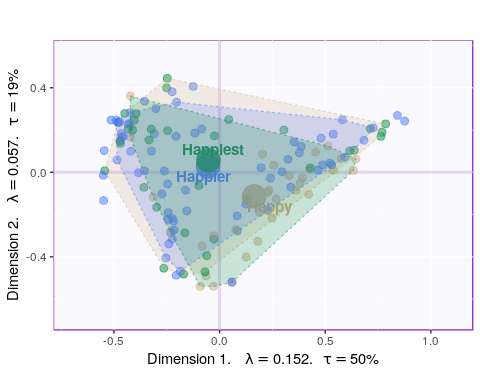 0.4
0.0
-0.4
Happiest
Happier
Happy
-0.5
0.0
0.5
1.0
Dimension 2. λ = 0.057. τ = 19%
Dimension 1. λ = 0.152. τ = 50%